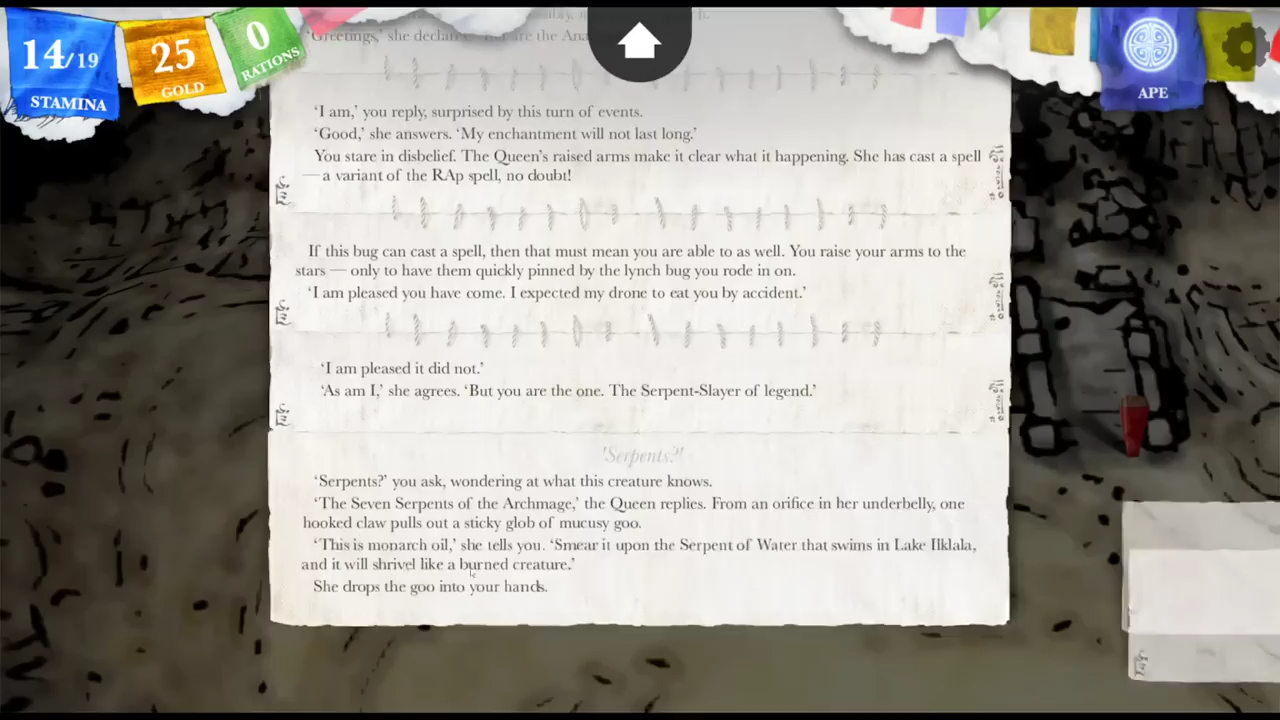 14/19
STAMINA
25
GOLD
0
RATIONS
APE
'Greetings,' she declares
are the Ana
'I am,' you reply, surprised by this turn of events.
'Good,' she answers. 'My enchantment will not last long.'
You stare in disbelief. The Queen's raised arms make it clear what it happening. She has cast a spell
— a variant of the RAp spell, no doubt!
If this bug can cast a spell, then that must mean you are able to as well. You raise your arms to the
stars — only to have them quickly pinned by the lynch bug you rode in on.
'I am pleased you have come. I expected my drone to eat you by accident.'
'I am pleased it did not.'
'As am I,' she agrees. 'But you are the one. The Serpent-Slayer of legend.'
'Serpents?!'
'Serpents?' you ask, wondering at what this creature knows.
'The Seven Serpents of the Archmage,' the Queen replies. From an orifice in her underbelly, one
hooked claw pulls out a sticky glob of mucusy goo.
'This is monarch oil,' she tells you. 'Smear it upon the Serpent of Water that swims in Lake Ilklala,
and it will shrivel like a burned creature.'
She drops the goo into your hands.